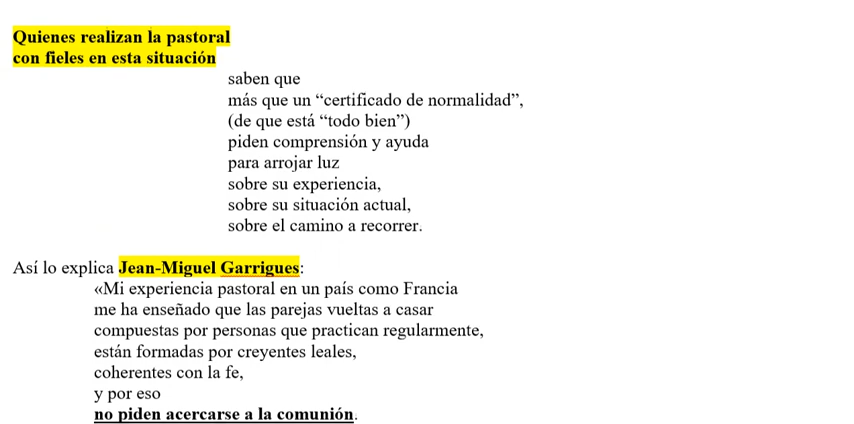 Quienes realizan la pastoral
con fieles en esta situación
saben que
más que un “certificado de normalidad”,
(de que está “todo bien”)
piden comprensión y ayuda
para arrojar luz
sobre su experiencia,
sobre su situación actual,
sobre el camino a recorrer.
Así lo explica Jean-Miguel Garrigues:
«Mi experiencia pastoral en un país como Francia
me ha enseñado que las parejas vueltas a casar
compuestas por personas que practican regularmente,
están formadas por creyentes leales,
coherentes con la fe,
y por eso
no piden acercarse a la comunión.